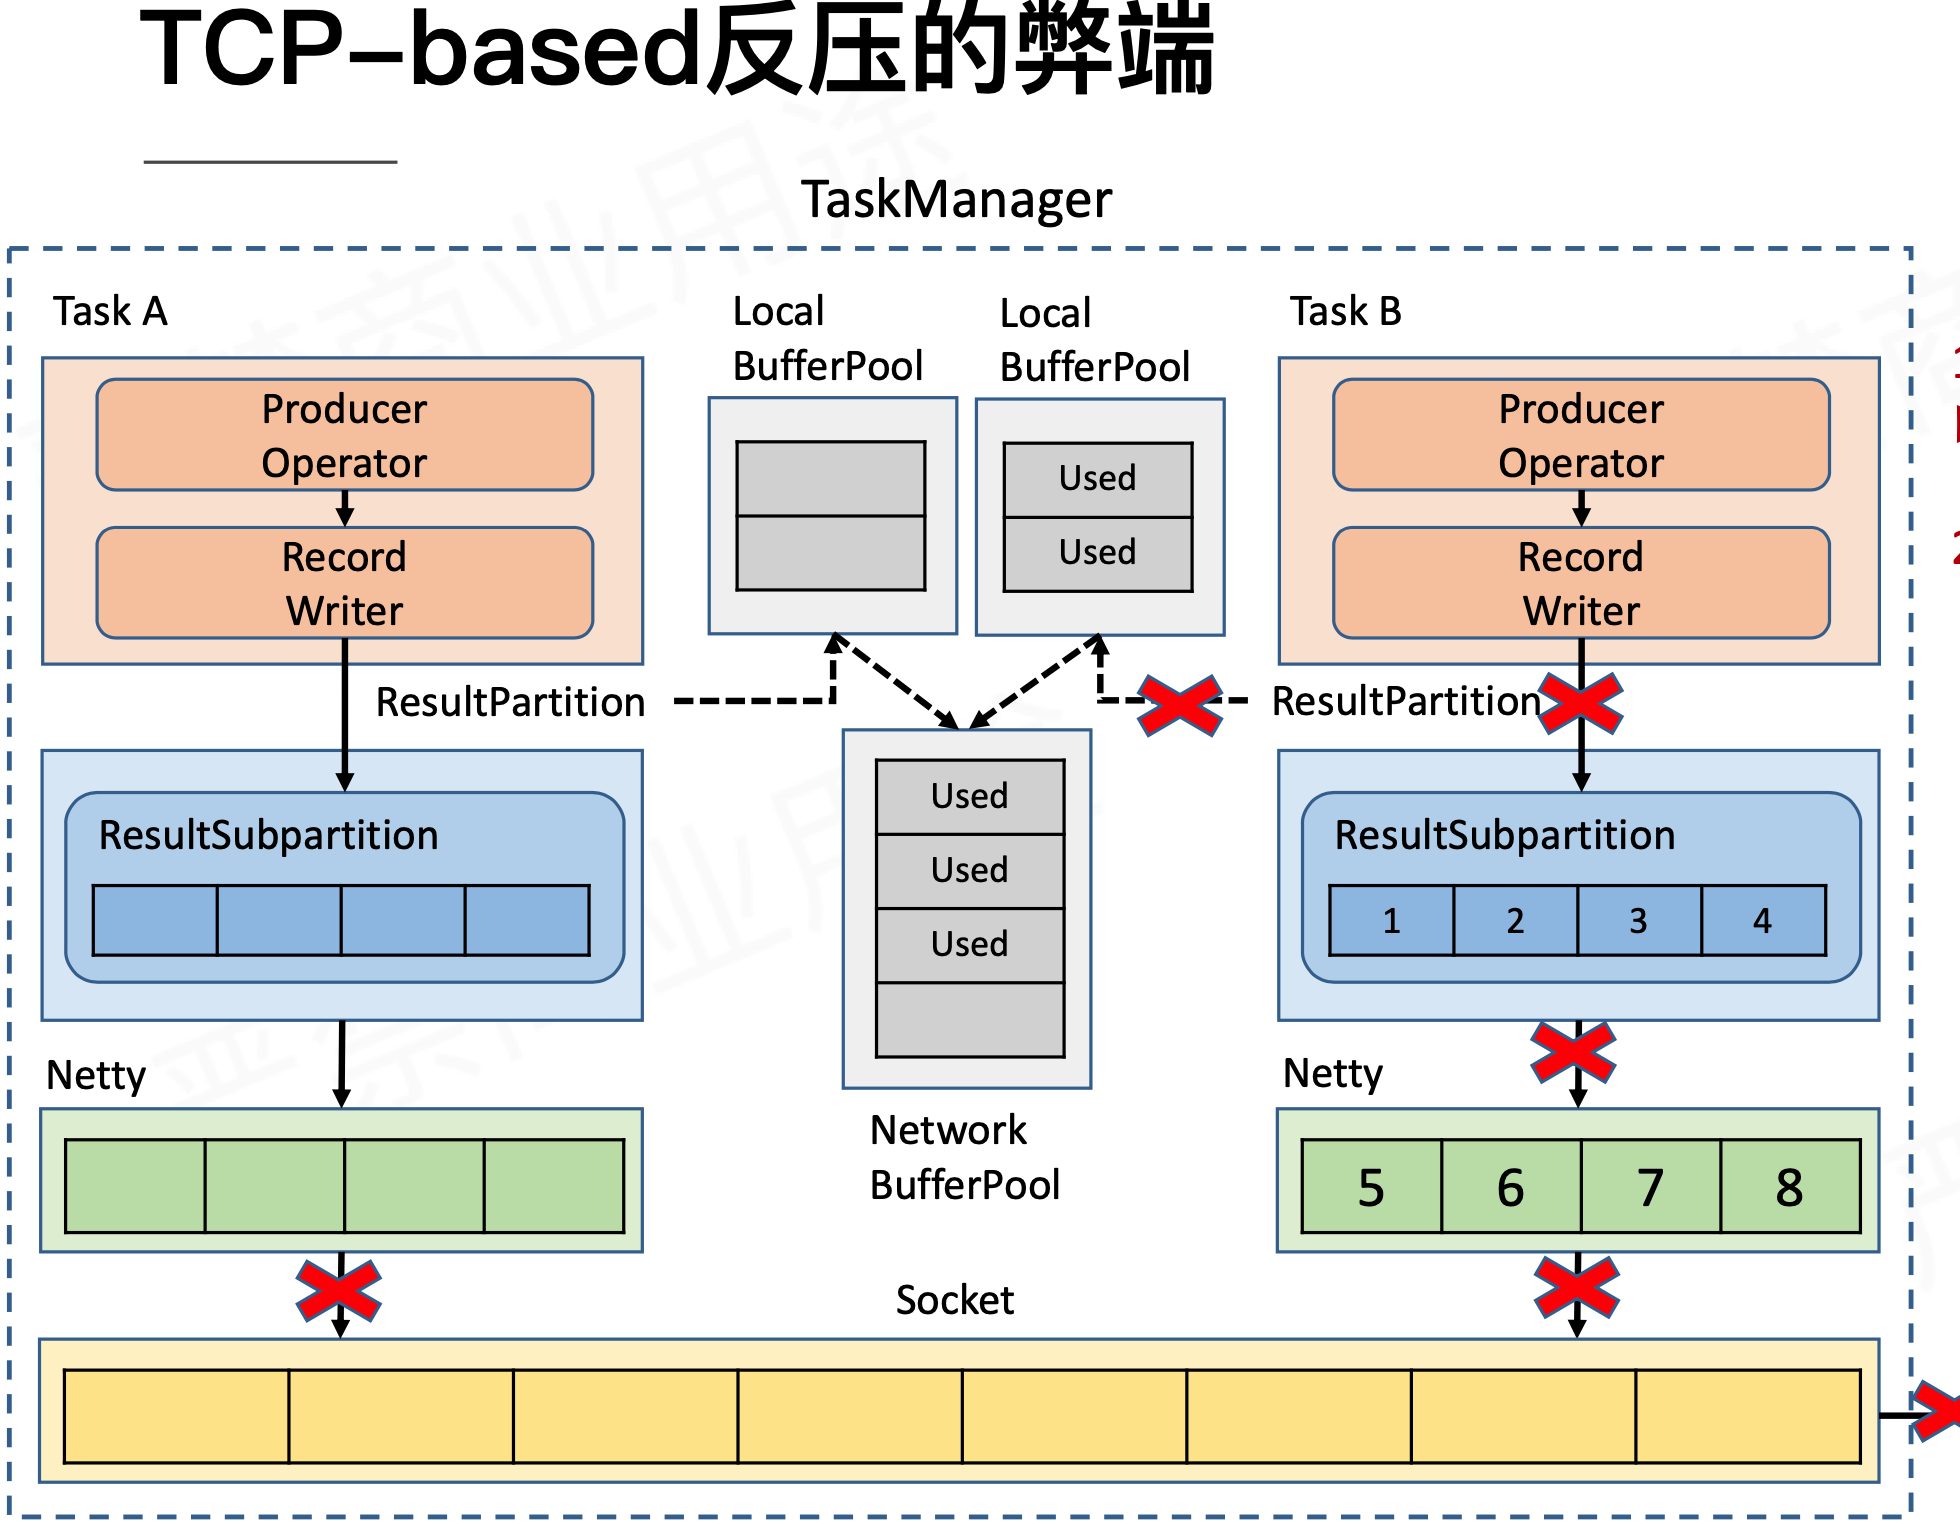 TCP-based反压的弊端
TaskManager
Task A
Producer
Operator
Record
Writer
ResultPartition
ResultSubpartition
Netty
Local
BufferPool
Local
BufferPool
Used
Used
Used
Used
Used
Network
BufferPool
Task B
Producer
Operator
Record
Writer
ResultPartition
ResultSubpartition
1 2 3 4
Netty
5 6 7 8
Socket